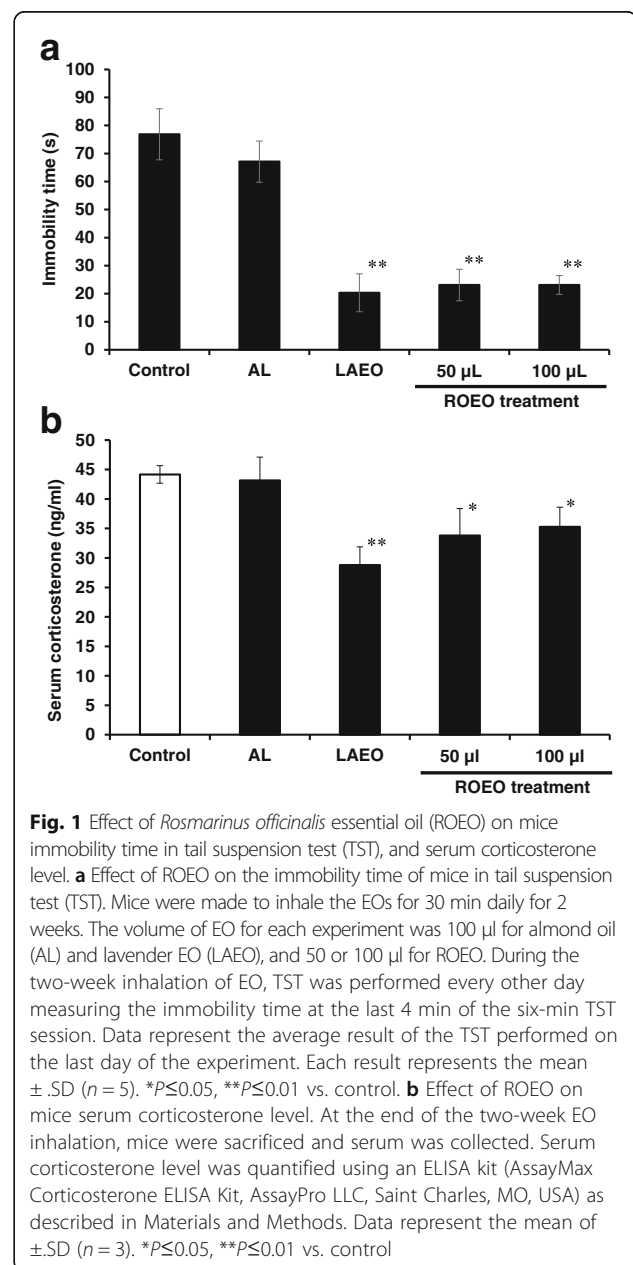 a
100
90
80
70
60
50
40
30
20
10
0
Immobility time (s)
** ** **
Control AL LAEO 50 µL 100 µL
ROEO treatment
b
50
45
40
35
30
25
20
15
10
5
0
Serum corticosterone (ng/ml)
** * *
Control AL LAEO 50 µl 100 µl
ROEO treatment
Fig. 1 Effect of Rosmarinus officinalis essential oil (ROEO) on mice
immobility time in tail suspension test (TST), and serum corticosterone
level. a Effect of ROEO on the immobility time of mice in tail suspension
test (TST). Mice were made to inhale the EOs for 30 min daily for 2
weeks. The volume of EO for each experiment was 100 µl for almond oil
(AL) and lavender EO (LAEO), and 50 or 100 µl for ROEO. During the
two-week inhalation of EO, TST was performed every other day
measuring the immobility time at the last 4 min of the six-min TST
session. Data represent the average result of the TST performed on
the last day of the experiment. Each result represents the mean
± .SD (n = 5). *P≤0.05, **P≤0.01 vs. control. b Effect of ROEO on
mice serum corticosterone level. At the end of the two-week EO
inhalation, mice were sacrificed and serum was collected. Serum
corticosterone level was quantified using an ELISA kit (AssayMax
Corticosterone ELISA Kit, AssayPro LLC, Saint Charles, MO, USA) as
described in Materials and Methods. Data represent the mean of
±.SD (n = 3). *P≤0.05, **P≤0.01 vs. control